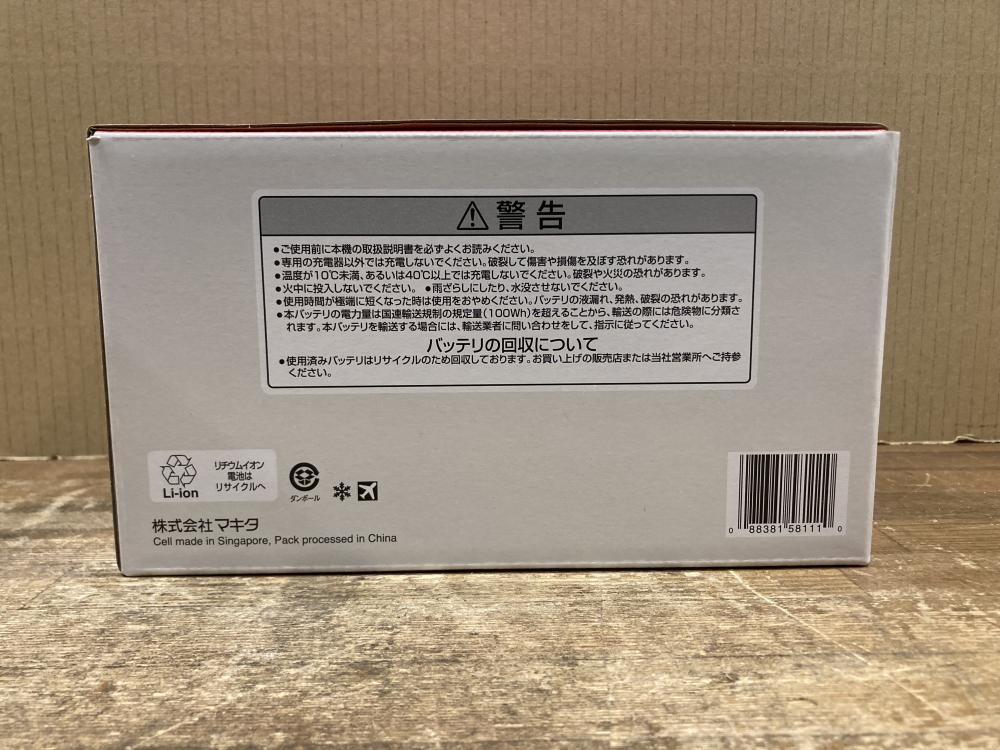 警告
●ご使用前に本機の取扱説明書を必ずよくお読みください。
●専用の充電器以外では充電しないでください。破裂して傷害や損傷を及ぼす恐れがあります。
●温度が10℃未満、あるいは40℃以上では充電しないでください。破裂や火災の恐れがあります。
●火中に投入しないでください。 ●雨ざらしにしたり、水没させないでください。
●使用時間が極端に短くなった時は使用をおやめください。バッテリの液漏れ、発熱、破裂の恐れがあります。
●本バッテリの電力量は国連輸送規制の規定量(100Wh)を超えることから、輸送の際には危険物に分類さ
れます。本バッテリを輸送する場合には、輸送業者に問い合わせをして、指示に従ってください。
バッテリの回収について
●使用済みバッテリはリサイクルのため回収しております。お買い上げの販売店または当社営業所へご持参
ください。
リチウムイオン
電池は
リサイクルへ
Li-ion
ダンボール
株式会社マキタ
Cell made in Singapore, Pack processed in China
0 88381 58111 0